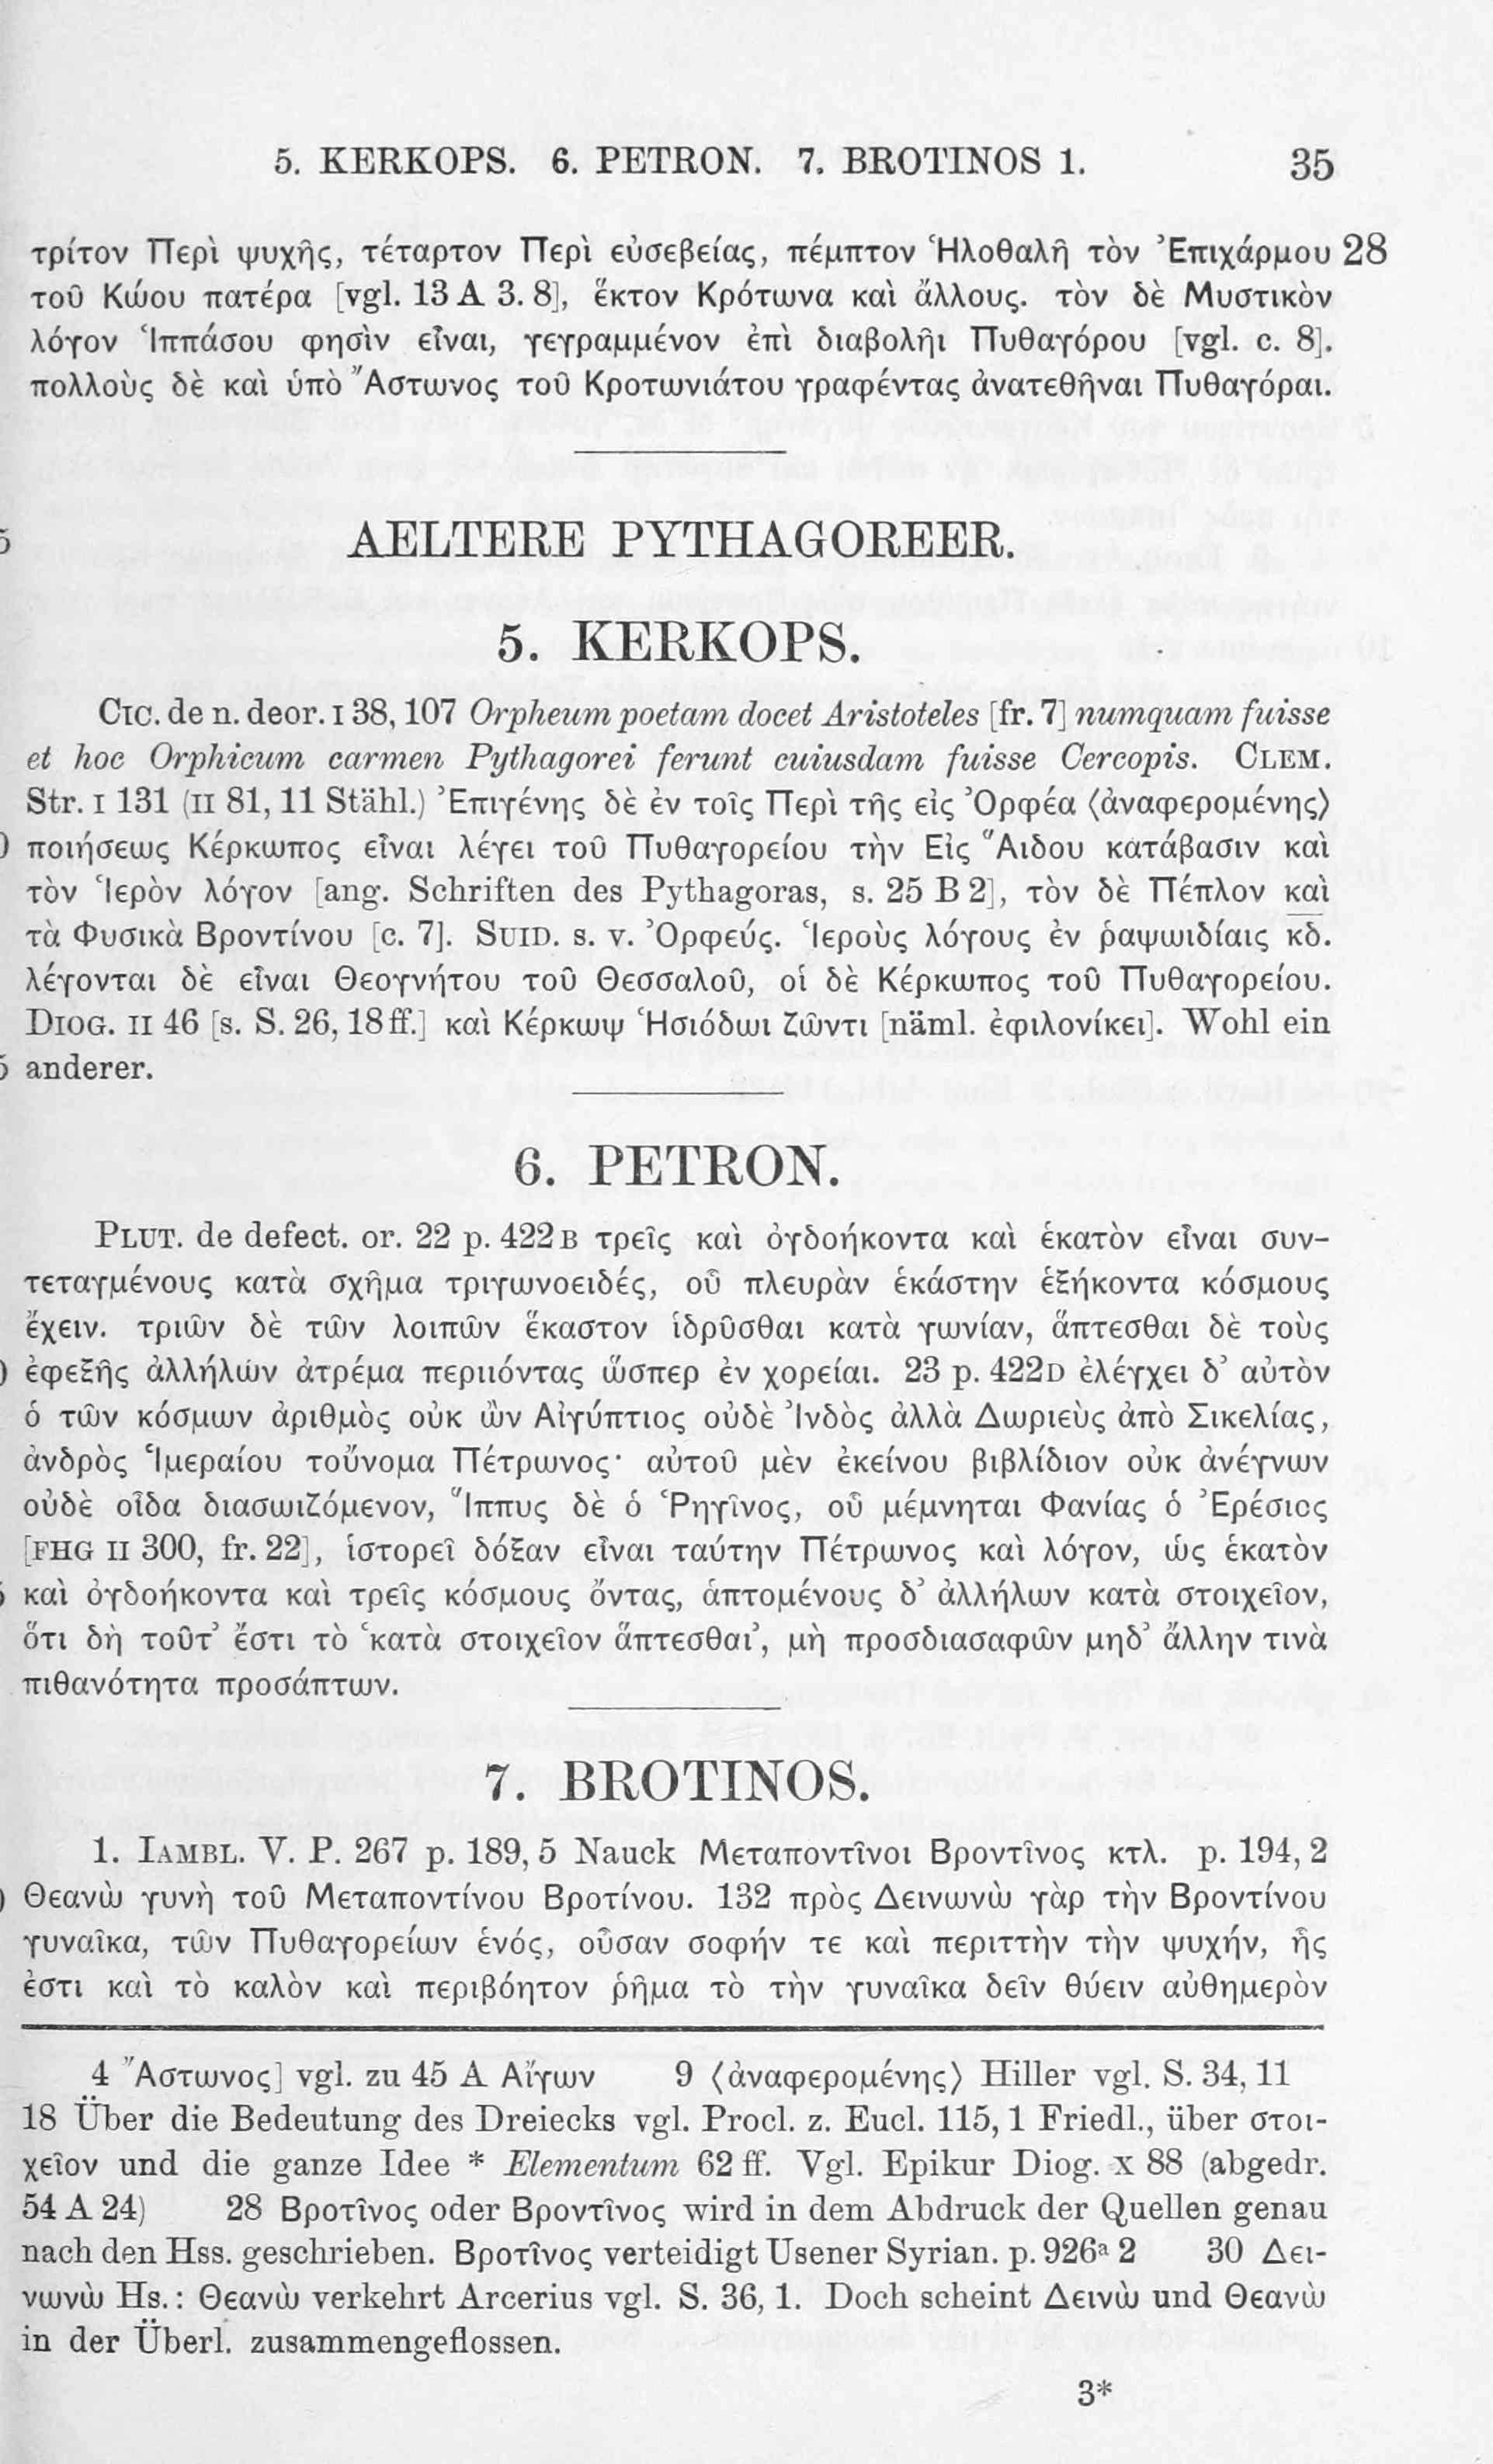 5. KERKOPS. 6. PETRON. 7. BROTINOS 1. 35
τρίτον Περὶ ψυχῆς, τέταρτον Περὶ εὐσεβείας, πέμπτον Ἡλοθαλῆ τὸν Ἐπιχάρμου 28
τοῦ Κώου πατέρα [vgl. 13 A 3. 8], ἕκτον Κρότωνα καὶ ἄλλους. τὸν δὲ Μυστικὸν
λόγον Ἱππάσου φησὶν εἶναι, γεγραμμένον ἐπὶ διαβολῆι Πυθαγόρου [vgl. c. 8].
πολλοὺς δὲ καὶ ὑπὸ Ἄστωνος τοῦ Κροτωνιάτου γραφέντας ἀνατεθῆναι Πυθαγόραι.
5 AELTERE PYTHAGOREER.
5. KERKOPS.
CIC. de n. deor. I 38, 107 Orpheum poetam docet Aristoteles [fr. 7] numquam fuisse
et hoc Orphicum carmen Pythagorei ferunt cuiusdam fuisse Cercopis. CLEM.
Str. I 131 (II 81, 11 Stähl.) Ἐπιγένης δὲ ἐν τοῖς Περὶ τῆς εἰς Ὀρφέα ⟨ἀναφερομένης⟩
0 ποιήσεως Κέρκωπος εἶναι λέγει τοῦ Πυθαγορείου τὴν Εἰς Ἅιδου κατάβασιν καὶ
τὸν Ἱερὸν λόγον [ang. Schriften des Pythagoras, s. 25 B 2], τὸν δὲ Πέπλον καὶ
τὰ Φυσικὰ Βροντίνου [c. 7]. SUID. s. v. Ὀρφεύς. Ἱεροὺς λόγους ἐν ῥαψωιδίαις κ̅δ̅.
λέγονται δὲ εἶναι Θεογνήτου τοῦ Θεσσαλοῦ, οἱ δὲ Κέρκωπος τοῦ Πυθαγορείου.
DIOG. II 46 [s. S. 26, 18 ff.] καὶ Κέρκωψ Ἡσιόδωι ζῶντι [näml. ἐφιλονίκει]. Wohl ein
5 anderer.
6. PETRON.
PLUT. de defect. or. 22 p. 422 B τρεῖς καὶ ὀγδοήκοντα καὶ ἑκατὸν εἶναι συν-
τεταγμένους κατὰ σχῆμα τριγωνοειδές, οὗ πλευρὰν ἑκάστην ἑξήκοντα κόσμους
ἔχειν. τριῶν δὲ τῶν λοιπῶν ἕκαστον ἱδρῦσθαι κατὰ γωνίαν, ἅπτεσθαι δὲ τοὺς
0 ἐφεξῆς ἀλλήλων ἀτρέμα περιιόντας ὥσπερ ἐν χορείαι. 23 p. 422 D ἐλέγχει δ’ αὐτὸν
ὁ τῶν κόσμων ἀριθμὸς οὐκ ὢν Αἰγύπτιος οὐδὲ Ἰνδὸς ἀλλὰ Δωριεὺς ἀπὸ Σικελίας,
ἀνδρὸς Ἱμεραίου τοὔνομα Πέτρωνος· αὐτοῦ μὲν ἐκείνου βιβλίδιον οὐκ ἀνέγνων
οὐδὲ οἶδα διασωιζόμενον, Ἵππυς δὲ ὁ Ῥηγῖνος, οὗ μέμνηται Φανίας ὁ Ἐρέσιος
[FHG II 300, fr. 22], ἱστορεῖ δόξαν εἶναι ταύτην Πέτρωνος καὶ λόγον, ὡς ἑκατὸν
5 καὶ ὀγδοήκοντα καὶ τρεῖς κόσμους ὄντας, ἁπτομένους δ’ ἀλλήλων κατὰ στοιχεῖον,
ὅτι δὴ τοῦτ’ ἔστι τὸ ‘κατὰ στοιχεῖον ἅπτεσθαι’, μὴ προσδιασαφῶν μηδ’ ἄλλην τινὰ
πιθανότητα προσάπτων.
7. BROTINOS.
1. IAMBL. V. P. 267 p. 189, 5 Nauck Μεταποντῖνοι Βροντῖνος κτλ. p. 194, 2
0 Θεανὼ γυνὴ τοῦ Μεταποντίνου Βροτίνου. 132 πρὸς Δεινωνὼ γὰρ τὴν Βροντίνου
γυναῖκα, τῶν Πυθαγορείων ἑνός, οὖσαν σοφήν τε καὶ περιττὴν τὴν ψυχήν, ἧς
ἐστι καὶ τὸ καλὸν καὶ περιβόητον ῥῆμα τὸ τὴν γυναῖκα δεῖν θύειν αὐθημερὸν
4 Ἄστωνος] vgl. zu 45 A Αἴγων 9 ⟨ἀναφερομένης⟩ Hiller vgl. S. 34, 11
18 Über die Bedeutung des Dreiecks vgl. Procl. z. Eucl. 115, 1 Friedl., über στοι-
χεῖον und die ganze Idee * Elementum 62 ff. Vgl. Epikur Diog. X 88 (abgedr.
54 A 24) 28 Βροτῖνος oder Βροντῖνος wird in dem Abdruck der Quellen genau
nach den Hss. geschrieben. Βροτῖνος verteidigt Usener Syrian. p. 926ᵃ 2 30 Δει-
νωνὼ Hs.: Θεανὼ verkehrt Arcerius vgl. S. 36, 1. Doch scheint Δεινὼ und Θεανὼ
in der Überl. zusammengeflossen.
3*